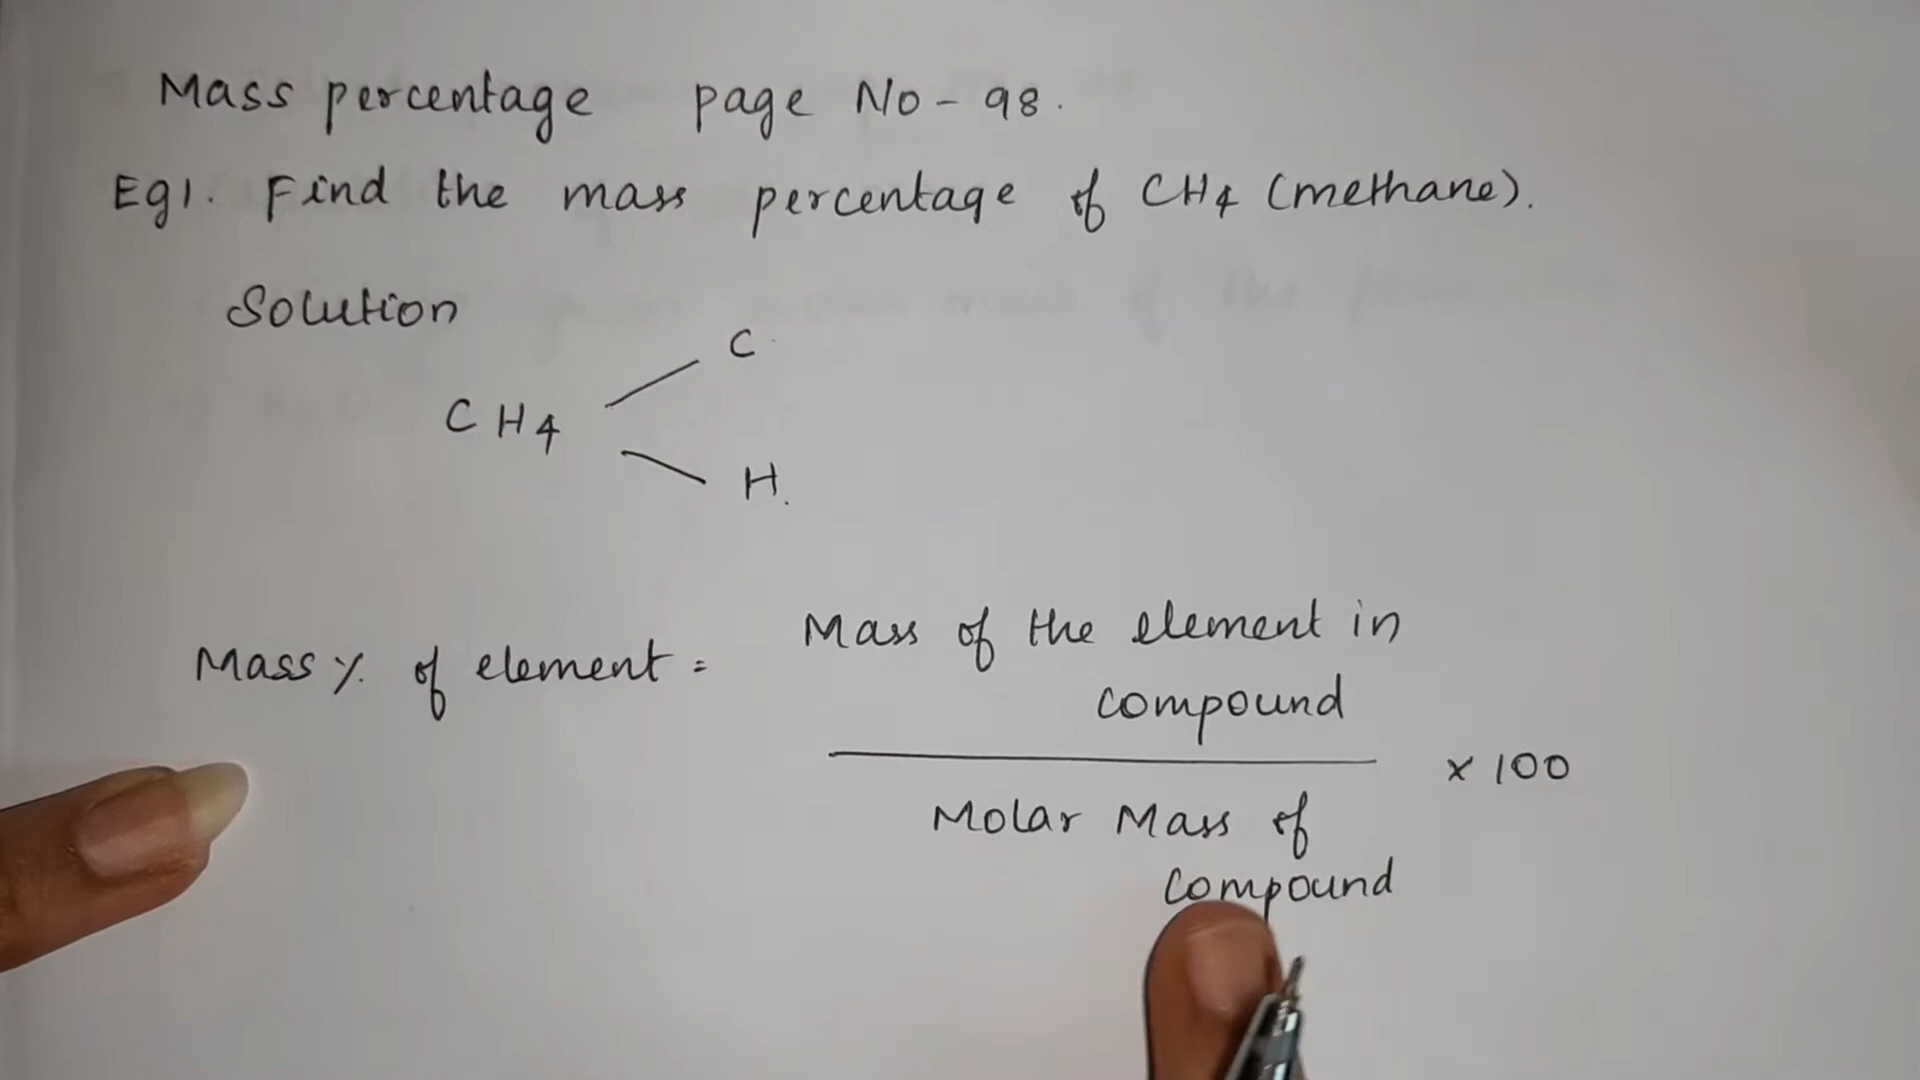 Mass percentage page No - 98.
Eg1. Find the mass percentage of CH4 (methane).
Solution
C
CH4
H.
Mass % of element = Mass of the element in
compound
x 100
Molar Mass of
compound